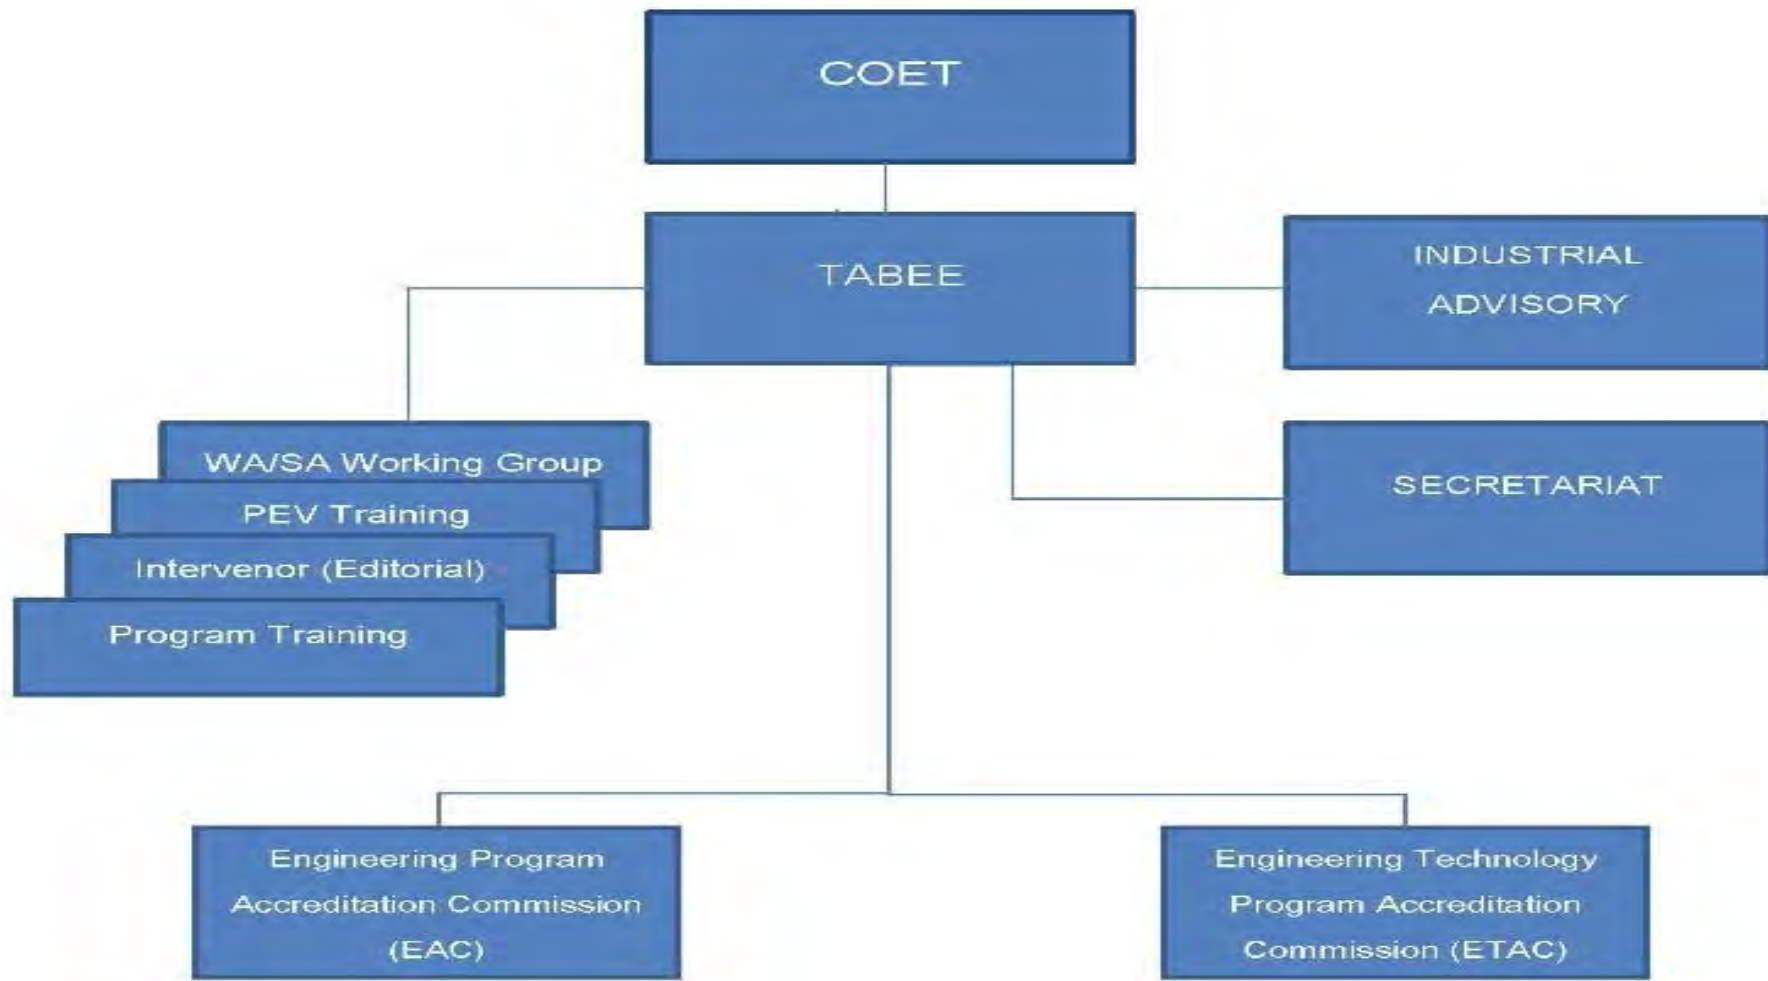 COET
TABEE
INDUSTRIAL
ADVISORY
WA/SA Working Group
PEV Training
Intervenor (Editorial)
Program Training
SECRETARIAT
Engineering Program
Accreditation Commission
(EAC)
Engineering Technology
Program Accreditation
Commission (ETAC)